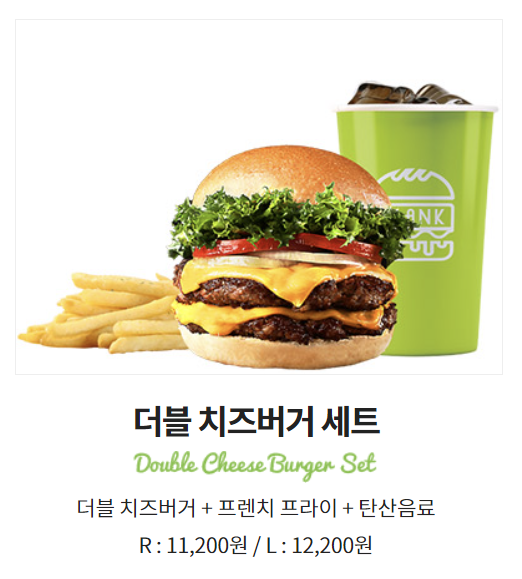 더블 치즈버거 세트
Double Cheese Burger Set
더블 치즈버거 + 프렌치 프라이 + 탄산음료
R : 11,200원 / L : 12,200원